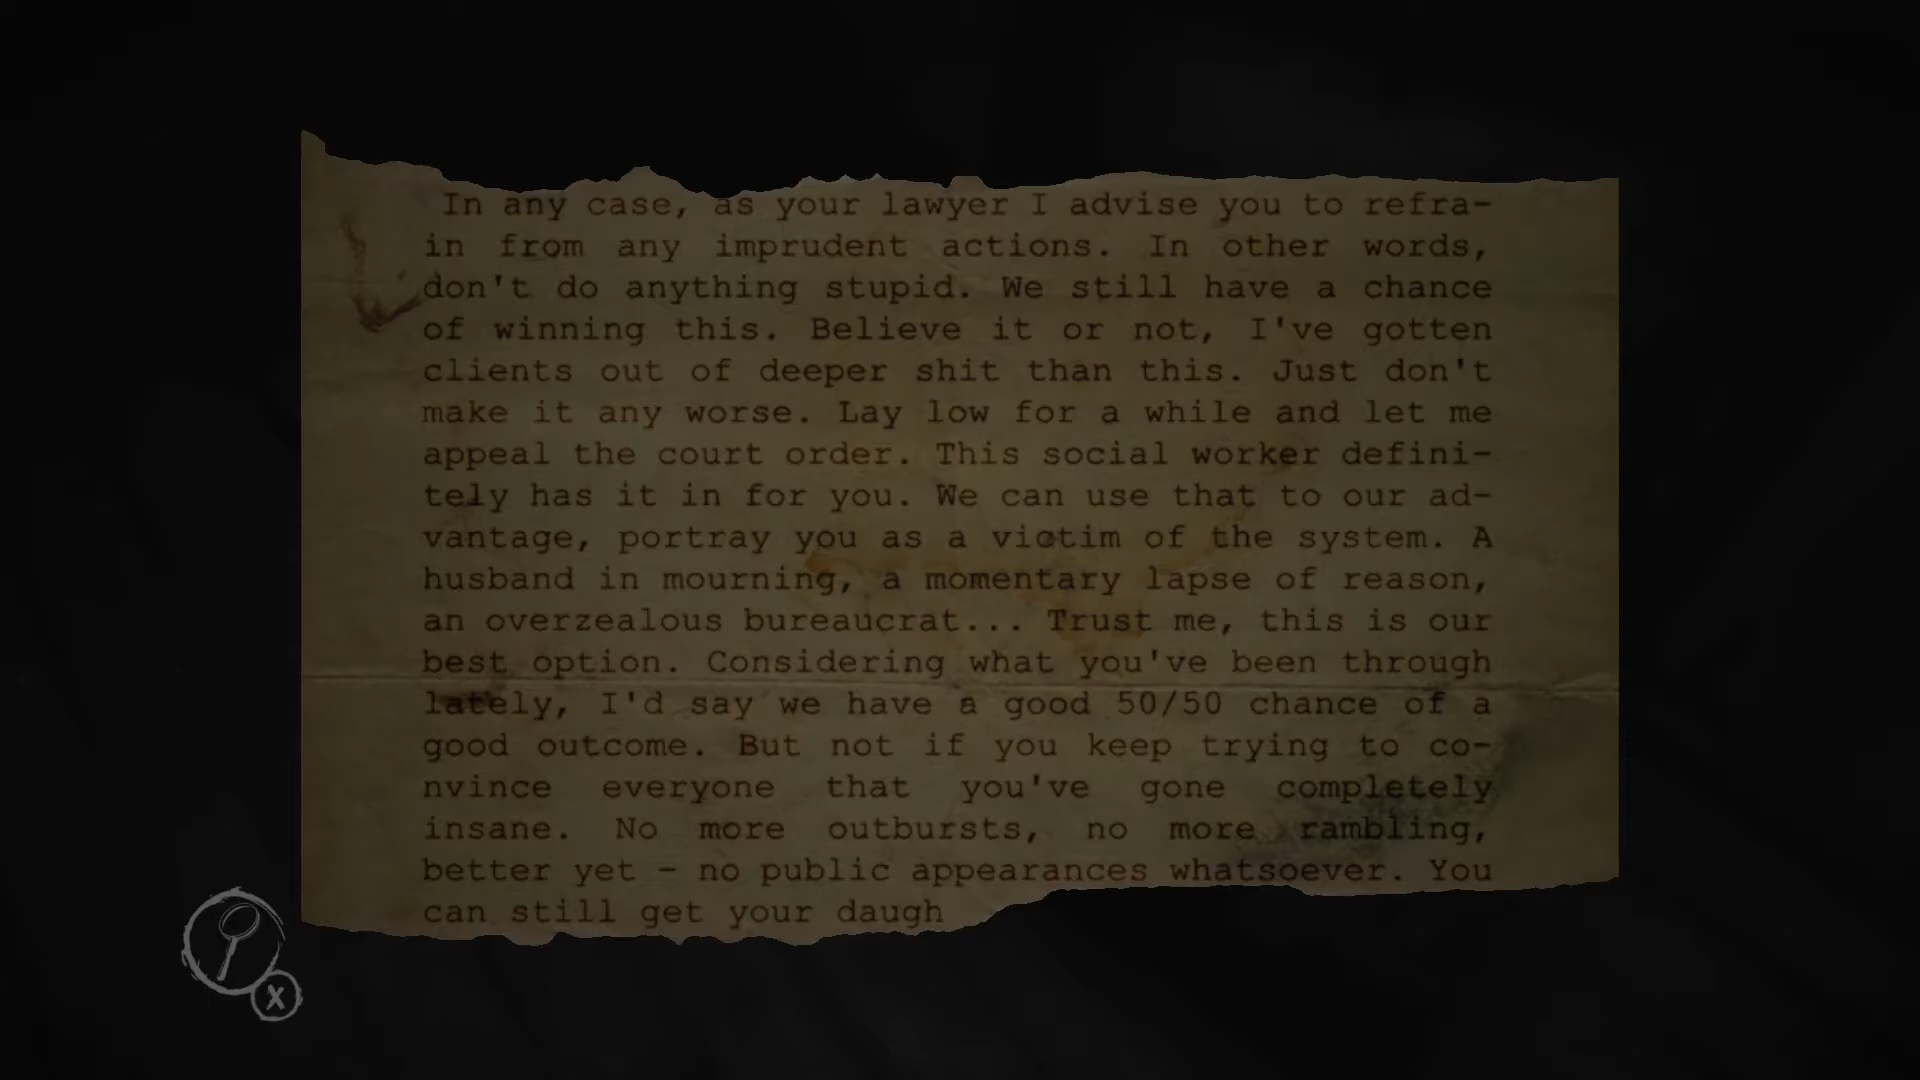 In any case, as your lawyer I advise you to refra-
in from any imprudent actions. In other words,
don't do anything stupid. We still have a chance
of winning this. Believe it or not, I've gotten
clients out of deeper shit than this. Just don't
make it any worse. Lay low for a while and let me
appeal the court order. This social worker defini-
tely has it in for you. We can use that to our ad-
vantage, portray you as a victim of the system. A
husband in mourning, a momentary lapse of reason,
an overzealous bureaucrat... Trust me, this is our
best option. Considering what you've been through
lately, I'd say we have a good 50/50 chance of a
good outcome. But not if you keep trying to co-
nvince everyone that you've gone completely
insane. No more outbursts, no more rambling,
better yet - no public appearances whatsoever. You
can still get your daugh
X